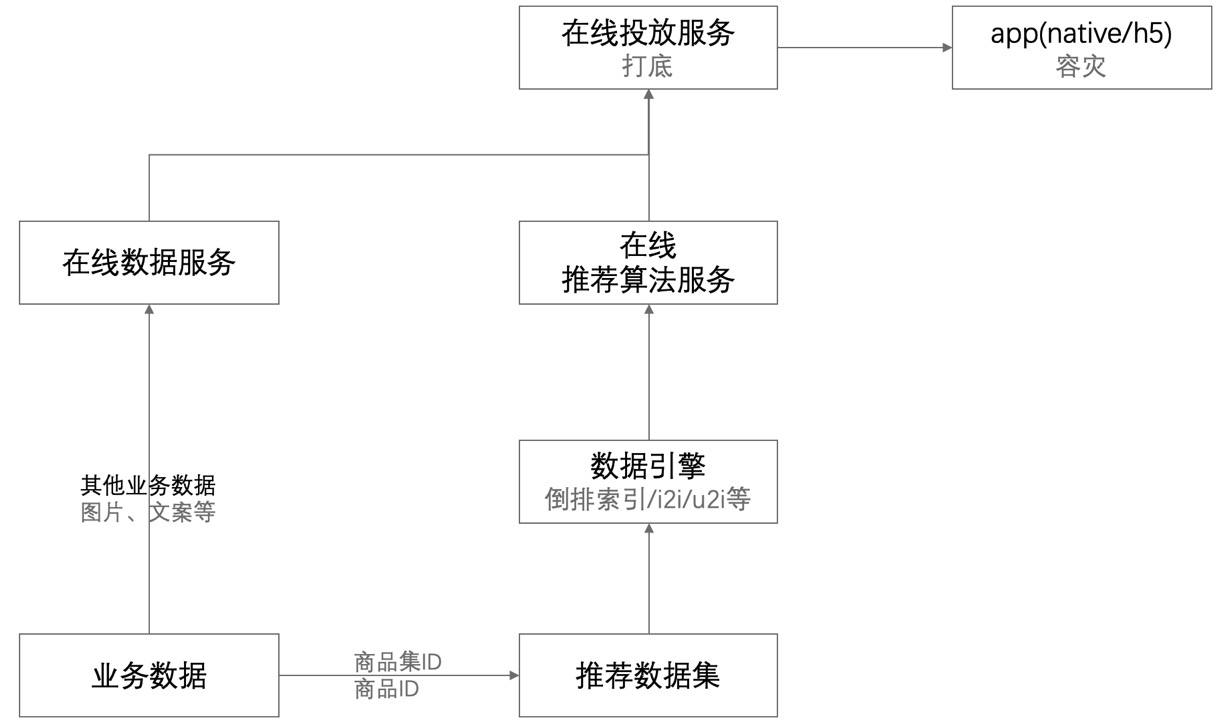 在线投放服务
打底
app(native/h5)
容灾
在线数据服务
在线
推荐算法服务
数据引擎
倒排索引/i2i/u2i等
其他业务数据
图片、文案等
业务数据
商品集ID
商品ID
推荐数据集